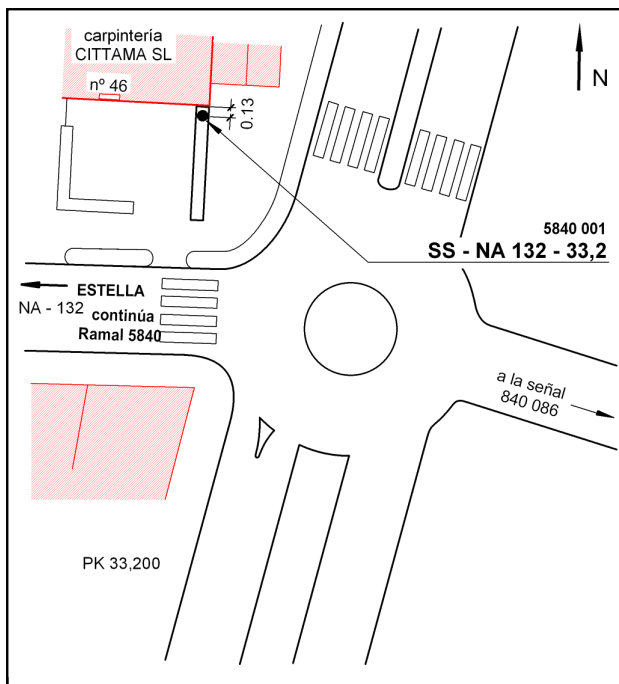 carpintería
CITTAMA SL
nº 46
0.13
N
5840 001
SS - NA 132 - 33,2
ESTELLA
NA - 132
continúa
Ramal 5840
a la señal
840 086
PK 33,200